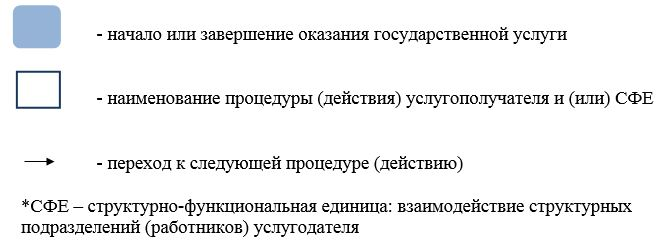 - начало или завершение оказания государственной услуги
- наименование процедуры (действия) услугополучателя и (или) СФЕ
- переход к следующей процедуре (действию)
*СФЕ – структурно-функциональная единица: взаимодействие структурных
подразделений (работников) услугодателя